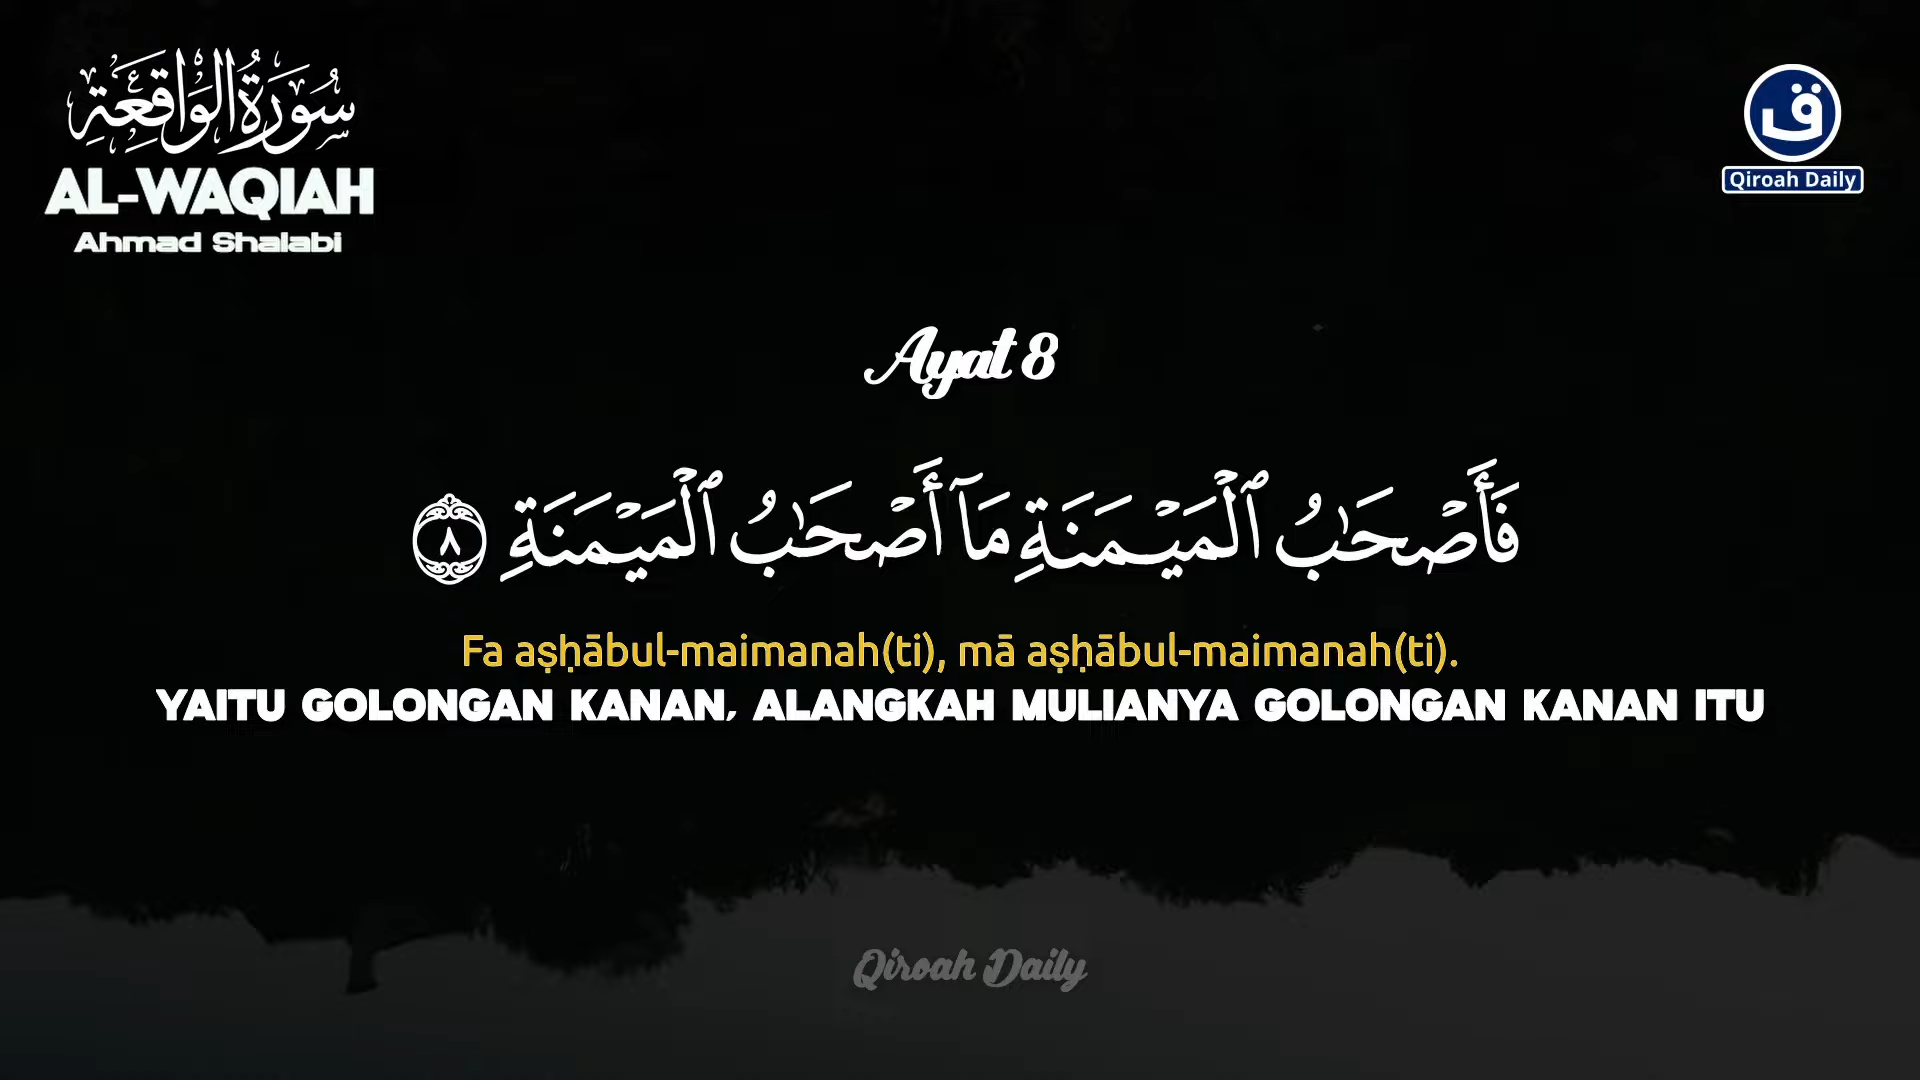 سُورَةُ الْوَاقِعَةِ
AL-WAQIAH
Ahmad Shalabi
ق
Qiroah Daily
Ayat 8
فَأَصْحَٰبُ ٱلْمَيْمَنَةِ مَآ أَصْحَٰبُ ٱلْمَيْمَنَةِ ٨
Fa aṣḥābul-maimanah(ti), mā aṣḥābul-maimanah(ti).
YAITU GOLONGAN KANAN, ALANGKAH MULIANYA GOLONGAN KANAN ITU
Qiroah Daily